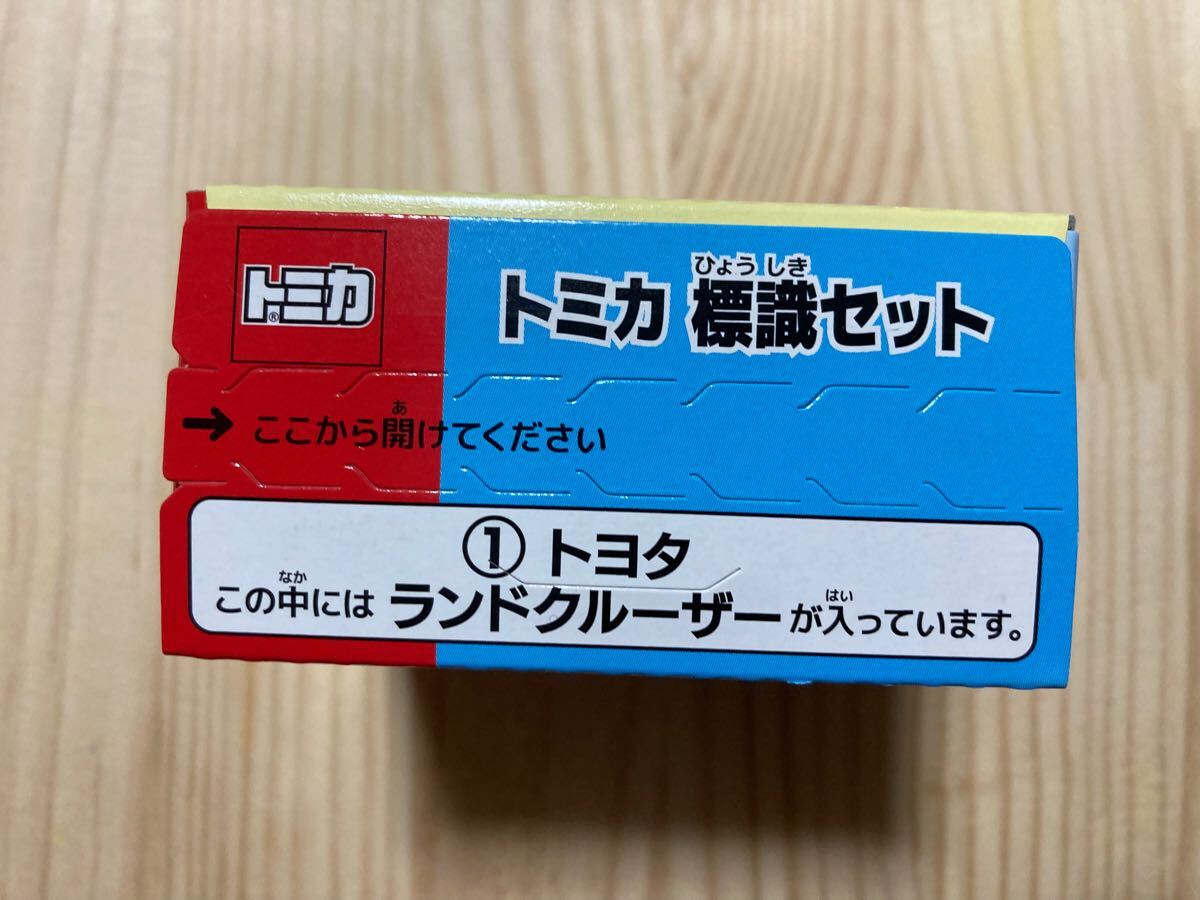 トミカ®
ひょうしき
トミカ 標識セット
あ
→ ここから開けてください
① トヨタ
なか はい
この中には ランドクルーザー が入っています。